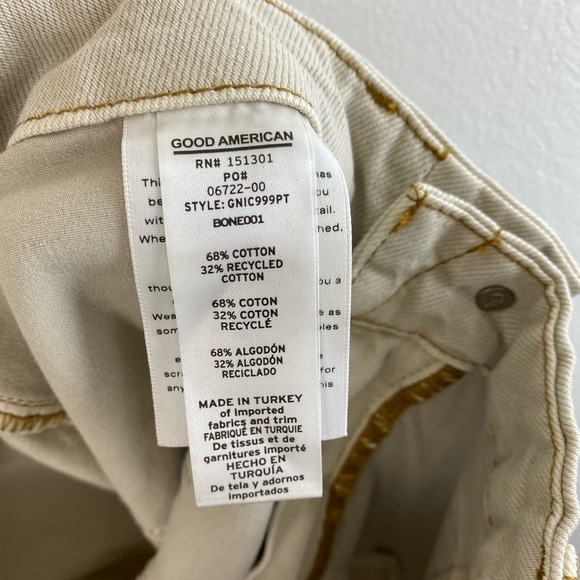 GOOD AMERICAN
RN# 151301
PO#
06722-00
STYLE: GNIC999PT
BONE001
68% COTTON
32% RECYCLED
COTTON
68% COTON
32% COTON
RECYCLÉ
68% ALGODÓN
32% ALGODÓN
RECICLADO
MADE IN TURKEY
of imported
fabrics and trim
FABRIQUÉ EN TURQUIE
De tissus et de
garnitures importé
HECHO EN
TURQUÍA
De tela y adornos
importados